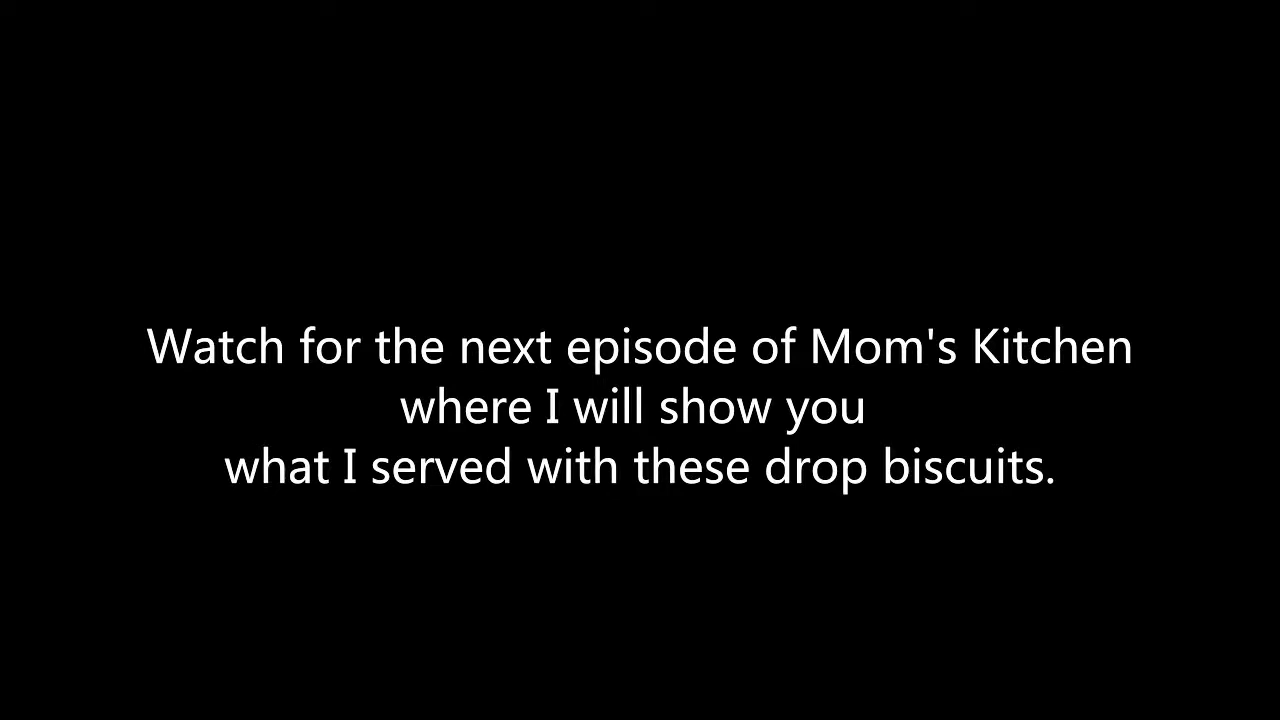 Watch for the next episode of Mom's Kitchen
where I will show you
what I served with these drop biscuits.